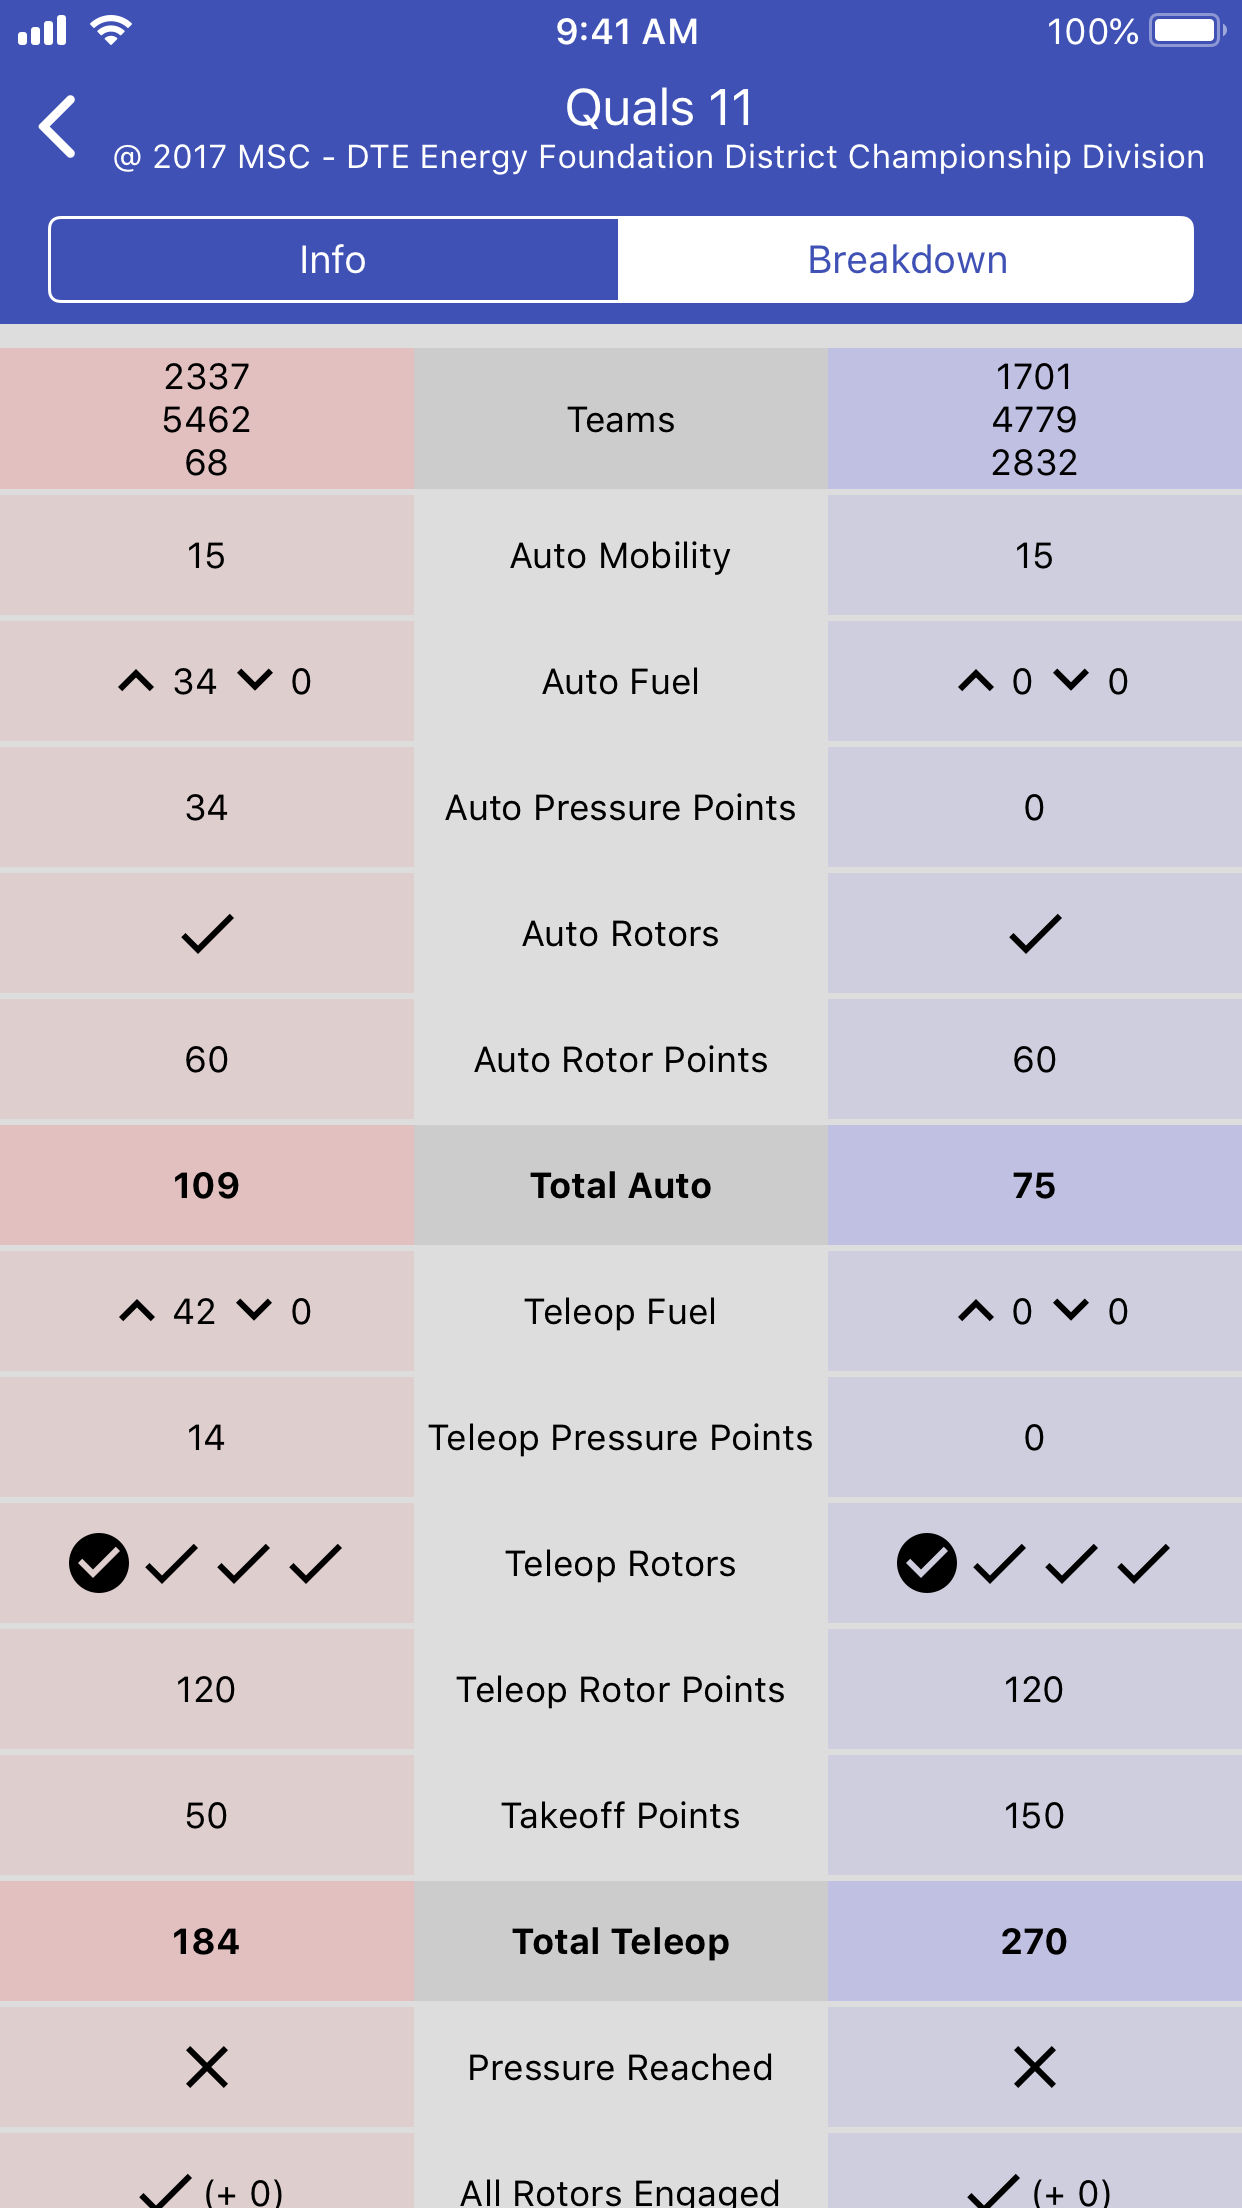 9:41 AM
100%
Quals 11
@ 2017 MSC - DTE Energy Foundation District Championship Division
Info
Breakdown
2337
5462
68
Teams
1701
4779
2832
15 Auto Mobility 15
34 0 Auto Fuel 0 0
34 Auto Pressure Points 0
Auto Rotors
60 Auto Rotor Points 60
109 Total Auto 75
42 0 Teleop Fuel 0 0
14 Teleop Pressure Points 0
Teleop Rotors
120 Teleop Rotor Points 120
50 Takeoff Points 150
184 Total Teleop 270
Pressure Reached
(+ 0) All Rotors Engaged (+ 0)